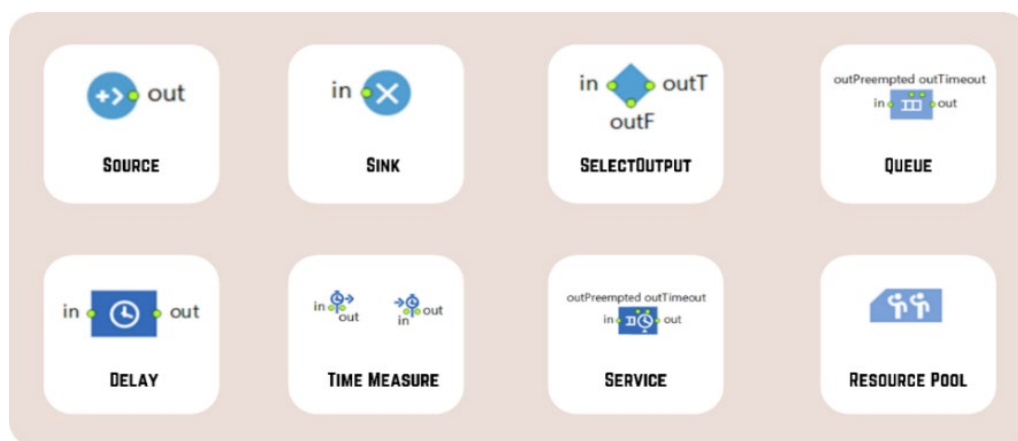 out
SOURCE
in
SINK
in outT
outF
SELECTOUTPUT
outPreempted outTimeout
in out
QUEUE
in out
DELAY
in out
in out
TIME MEASURE
outPreempted outTimeout
in out
SERVICE
RESOURCE POOL